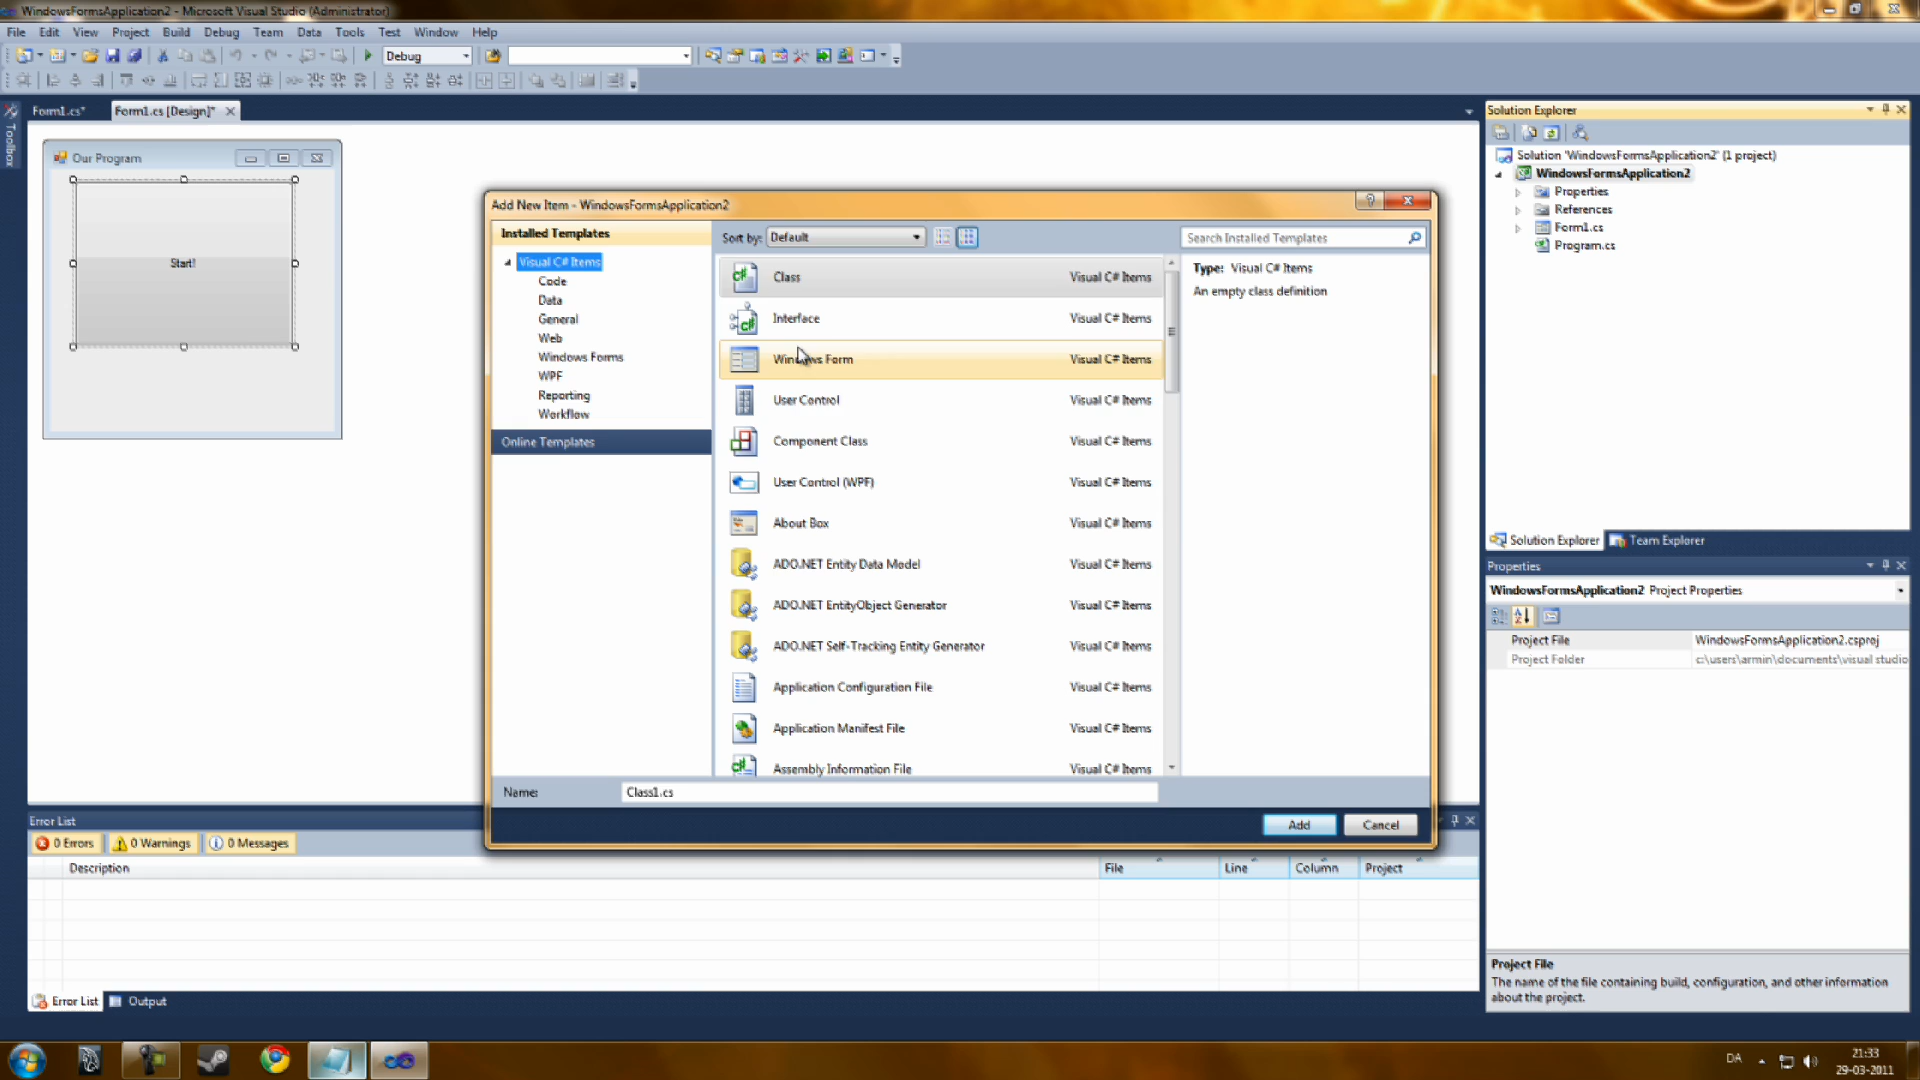 WindowsFormsApplication2 - Microsoft Visual Studio (Administrator)
File Edit View Project Build Debug Team Data Tools Test Window Help
Debug
Toolbox
Form1.cs* Form1.cs [Design]*
Our Program
Start!
Add New Item - WindowsFormsApplication2
Installed Templates
Visual C# Items
Code
Data
General
Web
Windows Forms
WPF
Reporting
Workflow
Online Templates
Sort by: Default
Search Installed Templates
Class Visual C# Items
Interface Visual C# Items
Windows Form Visual C# Items
User Control Visual C# Items
Component Class Visual C# Items
User Control (WPF) Visual C# Items
About Box Visual C# Items
ADO.NET Entity Data Model Visual C# Items
ADO.NET EntityObject Generator Visual C# Items
ADO.NET Self-Tracking Entity Generator Visual C# Items
Application Configuration File Visual C# Items
Application Manifest File Visual C# Items
Assembly Information File Visual C# Items
Type: Visual C# Items
An empty class definition
Name: Class1.cs
Add Cancel
Solution Explorer
Solution 'WindowsFormsApplication2' (1 project)
WindowsFormsApplication2
Properties
References
Form1.cs
Program.cs
Solution Explorer Team Explorer
Properties
WindowsFormsApplication2 Project Properties
Project File WindowsFormsApplication2.csproj
Project Folder c:\users\armin\documents\visual studio
Project File
The name of the file containing build, configuration, and other information
about the project.
Error List
0 Errors 0 Warnings 0 Messages
Description File Line Column Project
Error List Output
DA
21:33
29-03-2011